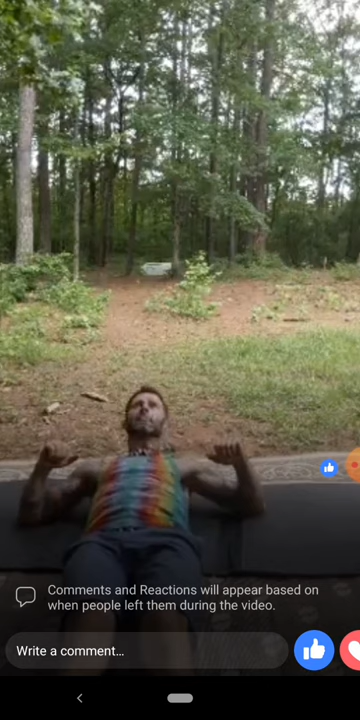 Comments and Reactions will appear based on
when people left them during the video.
Write a comment...